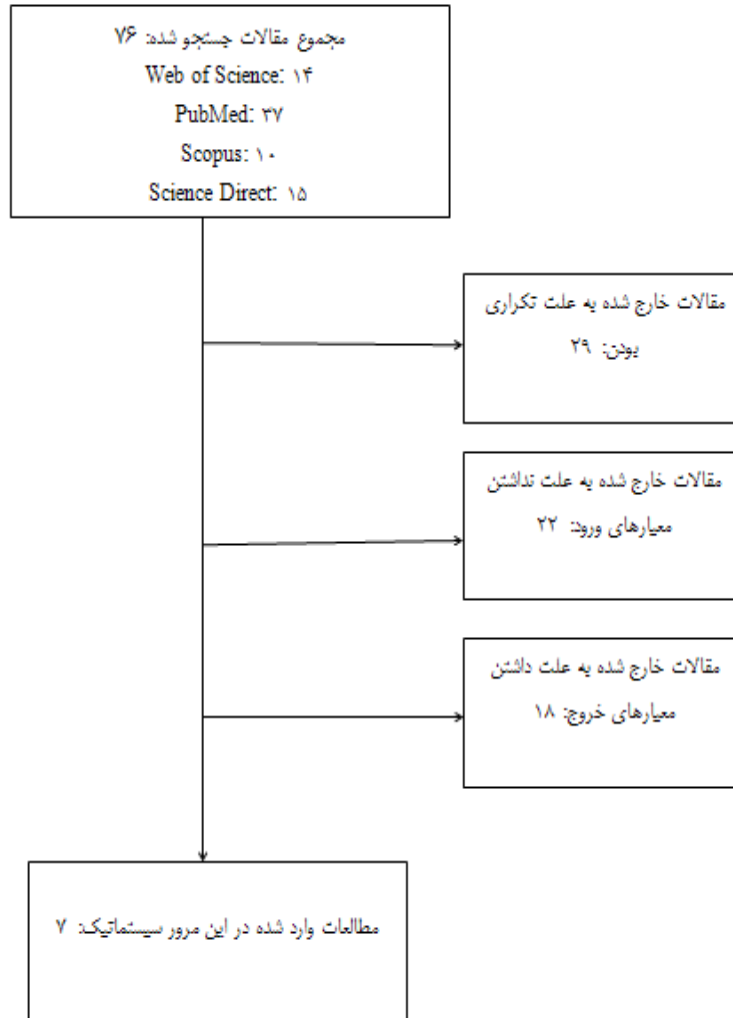 مجموع مقالات جستجو شده: ۷۶
Web of Science: ۱۴
PubMed: ۳۷
Scopus: ۱۰
Science Direct: ۱۵
مقالات خارج شده به علت تکراری
بودن: ۲۹
مقالات خارج شده به علت نداشتن
معیارهای ورود: ۲۲
مقالات خارج شده به علت داشتن
معیارهای خروج: ۱۸
مطالعات وارد شده در این مرور سیستماتیک: ۷